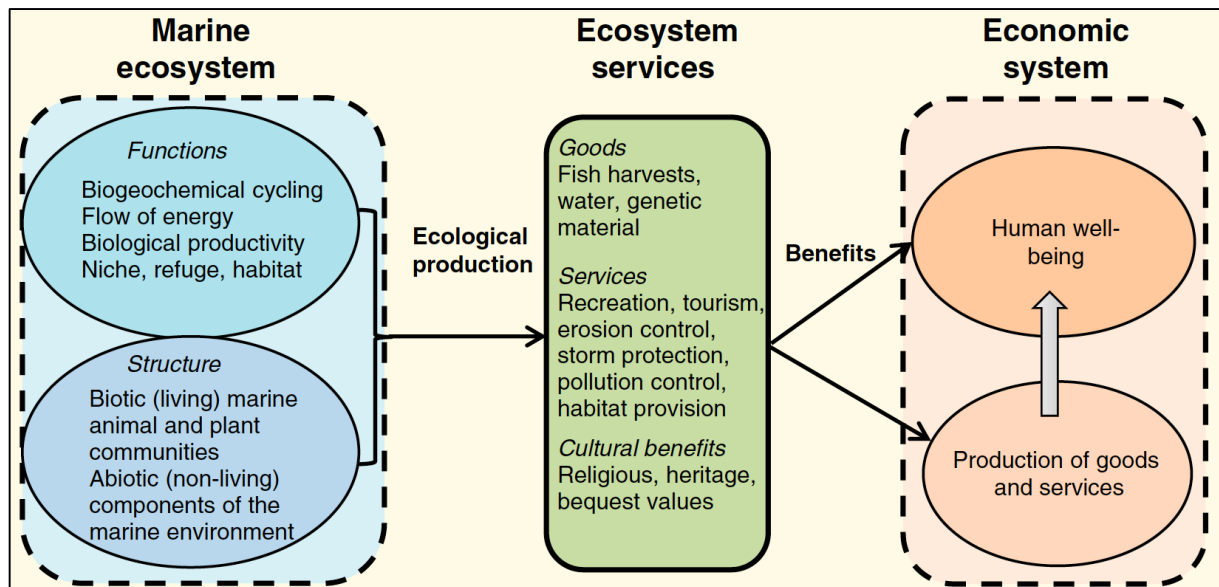 Marine
ecosystem
Functions
Biogeochemical cycling
Flow of energy
Biological productivity
Niche, refuge, habitat
Structure
Biotic (living) marine
animal and plant
communities
Abiotic (non-living)
components of the
marine environment
Ecological
production
Ecosystem
services
Goods
Fish harvests,
water, genetic
material
Services
Recreation, tourism,
erosion control,
storm protection,
pollution control,
habitat provision
Cultural benefits
Religious, heritage,
bequest values
Benefits
Economic
system
Human well-
being
Production of goods
and services